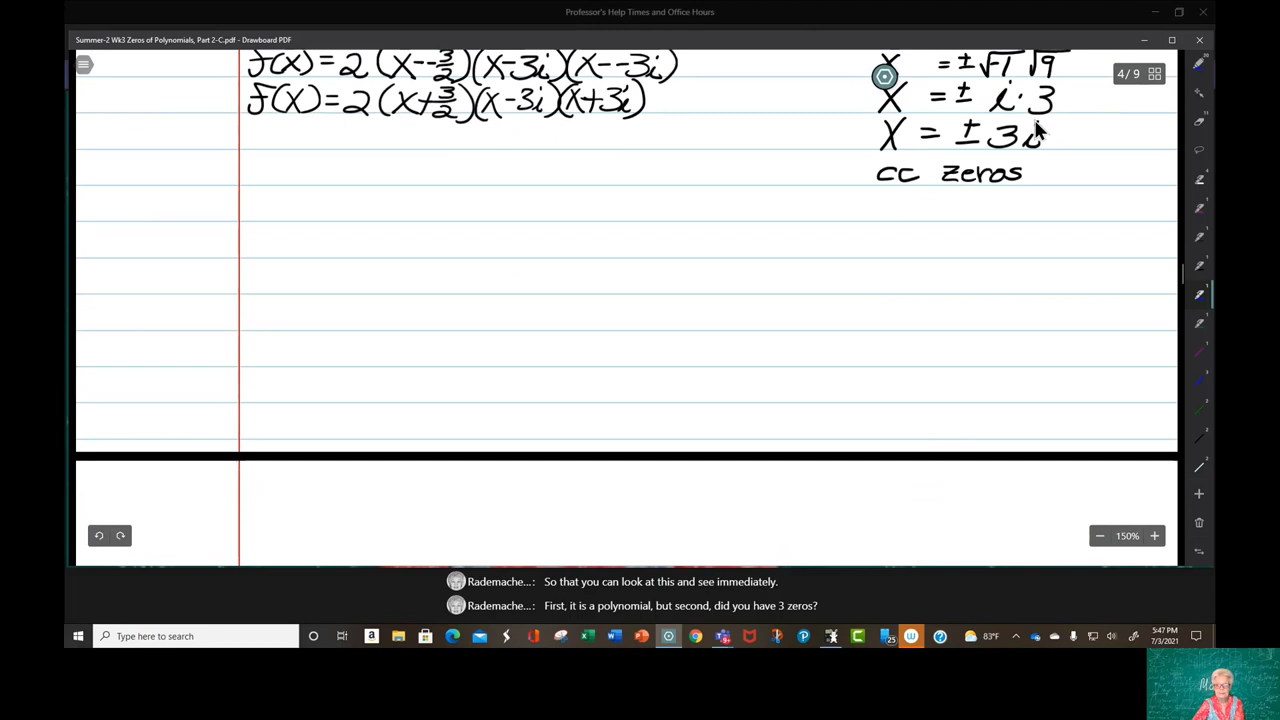 Professor's Help Times and Office Hours
Summer-2 Wk3 Zeros of Polynomials, Part 2-C.pdf - Drawboard PDF
f(x) = 2 (x--3/2)(x-3i)(x--3i)
f(x) = 2 (x+3/2)(x-3i)(x+3i)
x = ±√-1 √9
x = ± i·3
x = ± 3i
cc zeros
4/9
150%
Rademache...: So that you can look at this and see immediately.
Rademache...: First, it is a polynomial, but second, did you have 3 zeros?
Type here to search
25
83°F
5:47 PM
7/3/2021